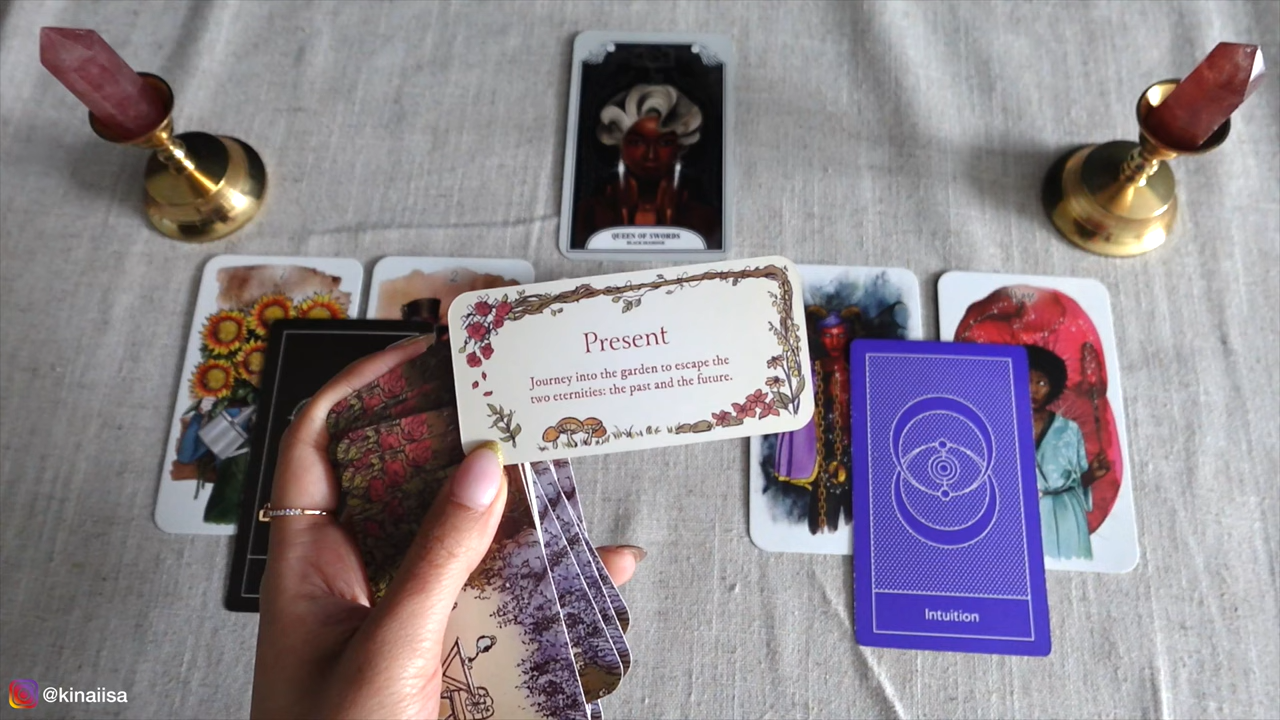 QUEEN OF SWORDS
2
Present
Journey into the garden to escape the
two eternities: the past and the future.
Intuition
@kinaiisa